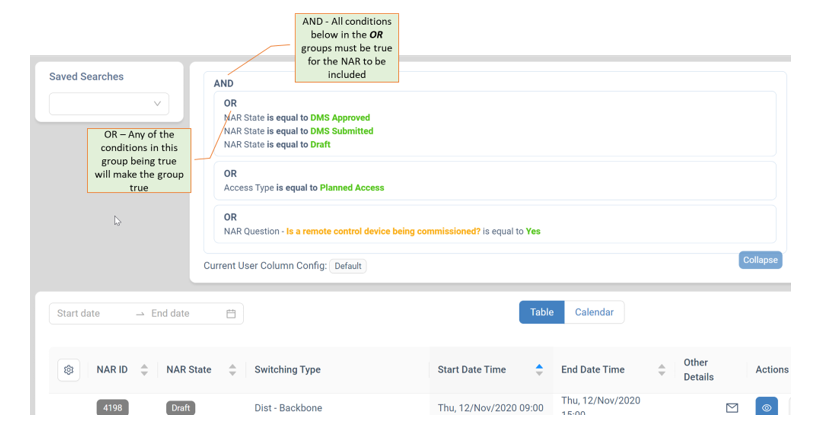 AND - All conditions
below in the OR
groups must be true
for the NAR to be
included
Saved Searches
AND
OR
NAR State is equal to DMS Approved
NAR State is equal to DMS Submitted
NAR State is equal to Draft
OR – Any of the
conditions in this
group being true
will make the group
true
OR
Access Type is equal to Planned Access
OR
NAR Question - Is a remote control device being commissioned? is equal to Yes
Current User Column Config: Default
Collapse
Start date → End date
Table Calendar
NAR ID NAR State Switching Type Start Date Time End Date Time Other Details Actions
4198 Draft Dist - Backbone Thu, 12/Nov/2020 09:00 Thu, 12/Nov/2020
15:00